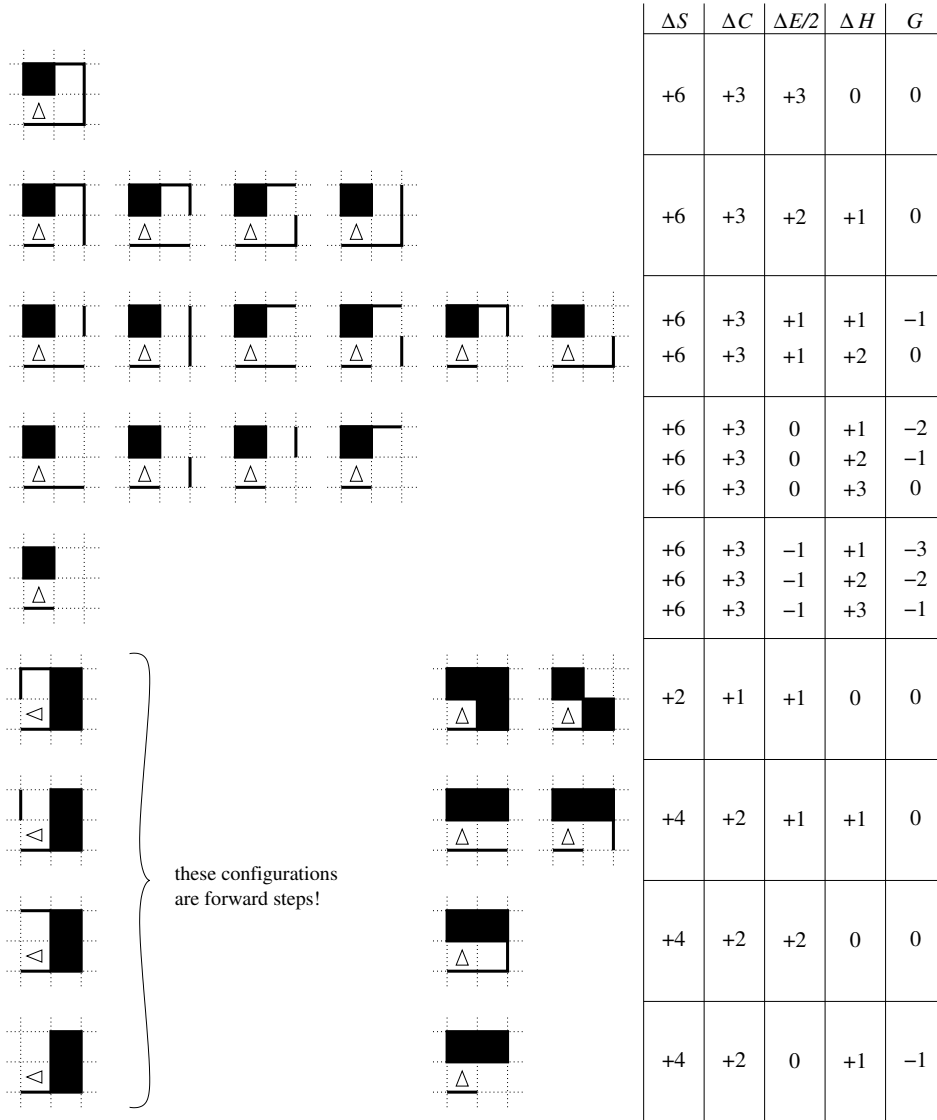 ΔS ΔC ΔE/2 ΔH G
+6 +3 +3 0 0
+6 +3 +2 +1 0
+6 +3 +1 +1 −1
+6 +3 +1 +2 0
+6 +3 0 +1 −2
+6 +3 0 +2 −1
+6 +3 0 +3 0
+6 +3 −1 +1 −3
+6 +3 −1 +2 −2
+6 +3 −1 +3 −1
+2 +1 +1 0 0
+4 +2 +1 +1 0
these configurations
are forward steps!
+4 +2 +2 0 0
+4 +2 0 +1 −1